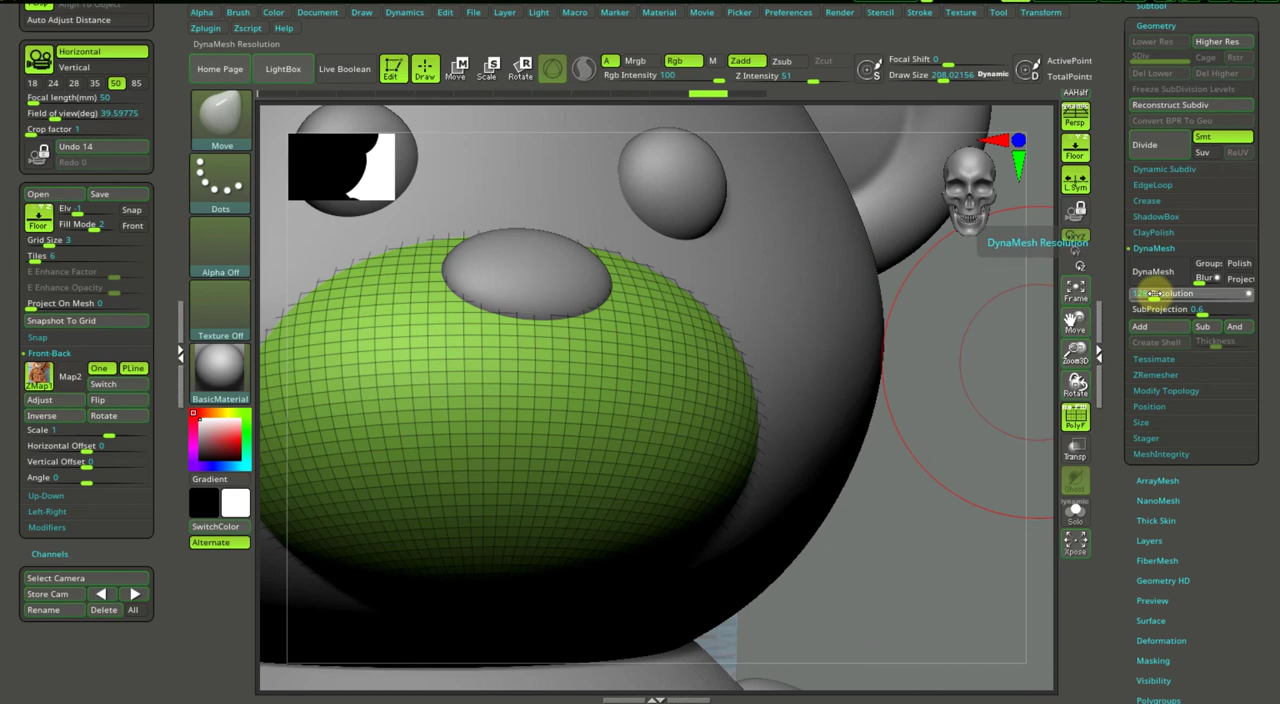 Alpha Brush Color Document Draw Dynamics Edit File Layer Light Macro Marker Material Movie Picker Preferences Render Stencil Stroke Texture Tool Transform
Zplugin Zscript Help
DynaMesh Resolution
Home Page LightBox Live Boolean Edit Draw Move Scale Rotate
A Mrgb Rgb M Zadd Zsub Zcut
Rgb Intensity 100 Z Intensity 51
Focal Shift 0
Draw Size 208.02156 Dynamic
S D
ActivePoint
TotalPoints
Auto Adjust Distance
Horizontal
Vertical
18 24 28 35 50 85
Focal length(mm) 50
Field of view(deg) 39.59775
Crop factor 1
Undo 14
Redo 0
Open Save
Floor
Elv -1 Snap
Fill Mode 2 Front
Grid Size 3
Tiles 6
E Enhance Factor
E Enhance Opacity
Project On Mesh 0
Snapshot To Grid
Snap
Front-Back
ZMap1 Map2 One PLine
Switch
Adjust Flip
Inverse Rotate
Scale 1
Horizontal Offset 0
Vertical Offset 0
Angle 0
Up-Down
Left-Right
Modifiers
Channels
Select Camera
Store Cam
Rename Delete All
Move
Dots
Alpha Off
Texture Off
BasicMaterial
Gradient
SwitchColor
Alternate
DynaMesh Resolution
AAHalf
Dynamic
Persp
Floor
L.Sym
Frame
Move
Zoom3D
Rotate
PolyF
Transp
Ghost
Dynamic
Solo
Xpose
Subtool
Geometry
Lower Res Higher Res
SDiv Cage Rstr
Del Lower Del Higher
Freeze SubDivision Levels
Reconstruct Subdiv
Convert BPR To Geo
Divide Smt
Suv ReUV
Dynamic Subdiv
EdgeLoop
Crease
ShadowBox
ClayPolish
DynaMesh
DynaMesh Groups Polish
Blur Project
SubProjection 0.6
Add Sub And
Create Shell Thickness
Tessimate
ZRemesher
Modify Topology
Position
Size
Stager
MeshIntegrity
ArrayMesh
NanoMesh
Thick Skin
Layers
FiberMesh
Geometry HD
Preview
Surface
Deformation
Masking
Visibility
Polygroups